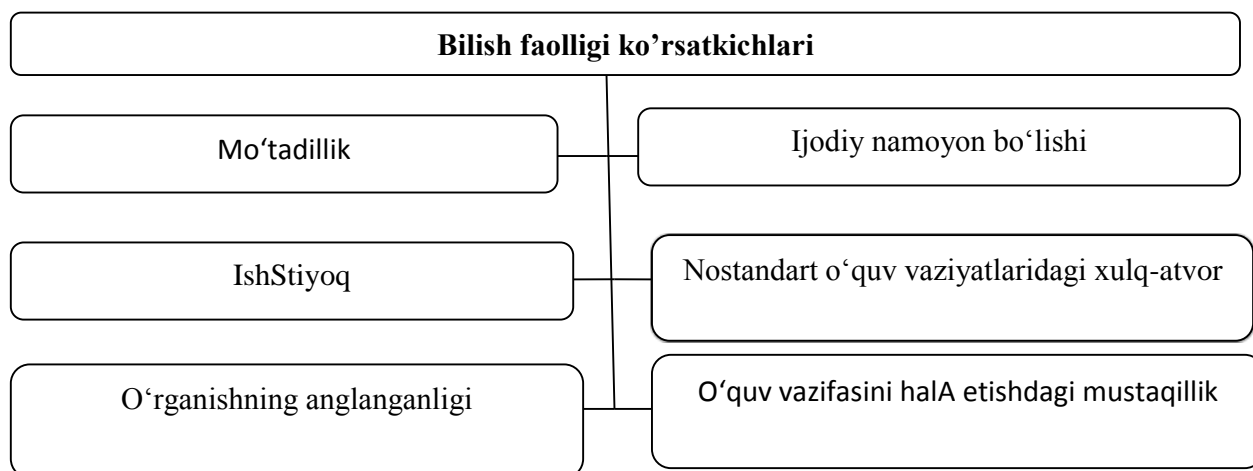 Bilish faolligi ko’rsatkichlari
Mo‘tadillik
Ijodiy namoyon bo‘lishi
IshStiyoq
Nostandart o‘quv vaziyatlaridagi xulq-atvor
O‘rganishning anglanganligi
O‘quv vazifasini halA etishdagi mustaqillik